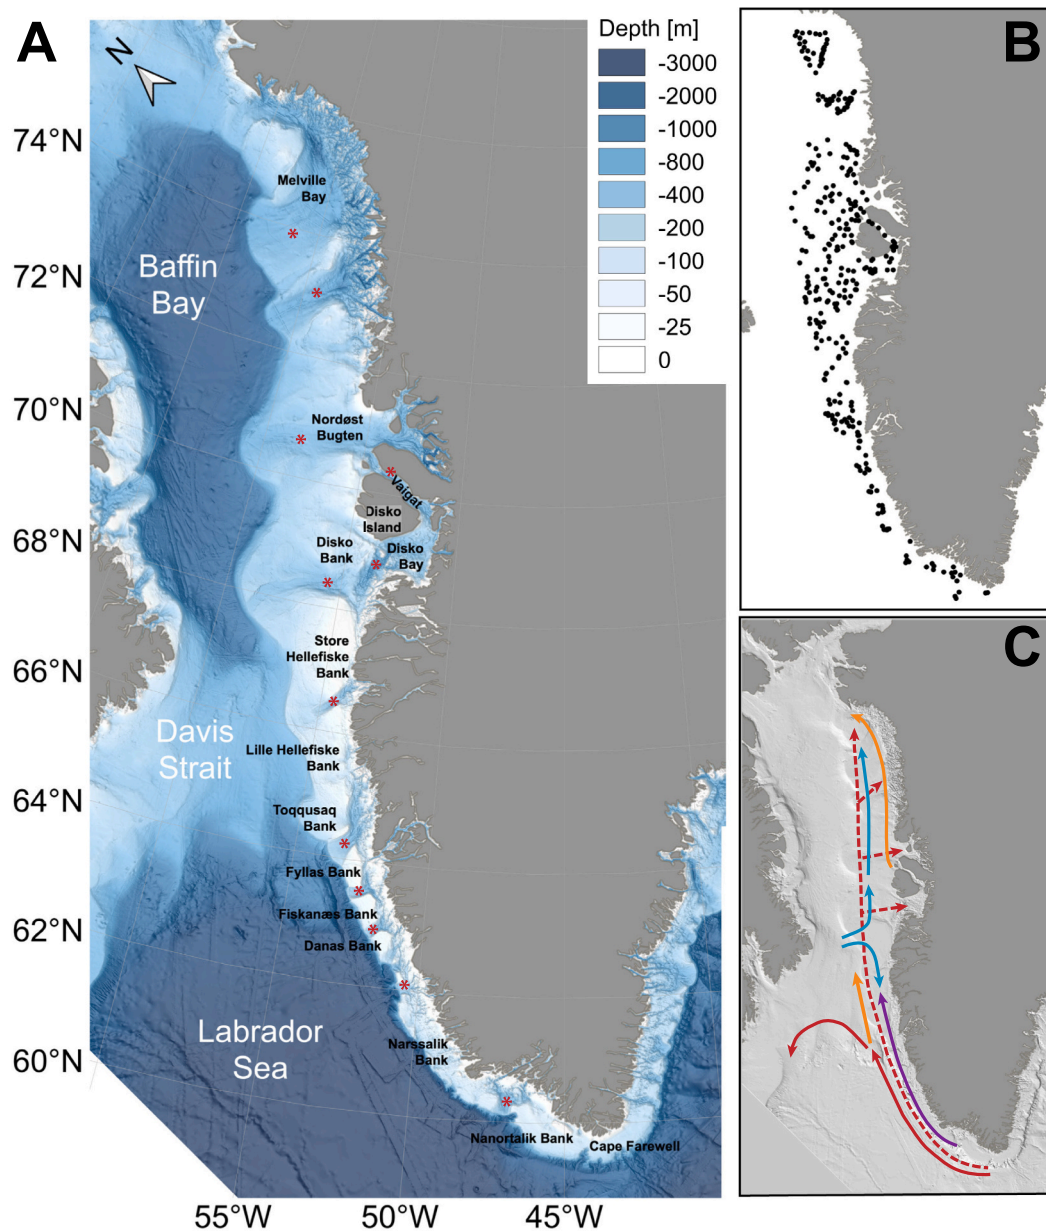 A
N
Depth [m]
-3000
-2000
-1000
-800
-400
-200
-100
-50
-25
0
74°N
72°N
70°N
68°N
66°N
64°N
62°N
60°N
55°W
50°W
45°W
Melville
Bay
Baffin
Bay
Nordøst
Bugten
Vaigat
Disko
Island
Disko
Bank
Disko
Bay
Store
Hellefiske
Bank
Davis
Strait
Lille Hellefiske
Bank
Toqqusaq
Bank
Fyllas Bank
Fiskanæs Bank
Danas Bank
Labrador
Sea
Narssalik
Bank
Nanortalik Bank
Cape Farewell
B
C